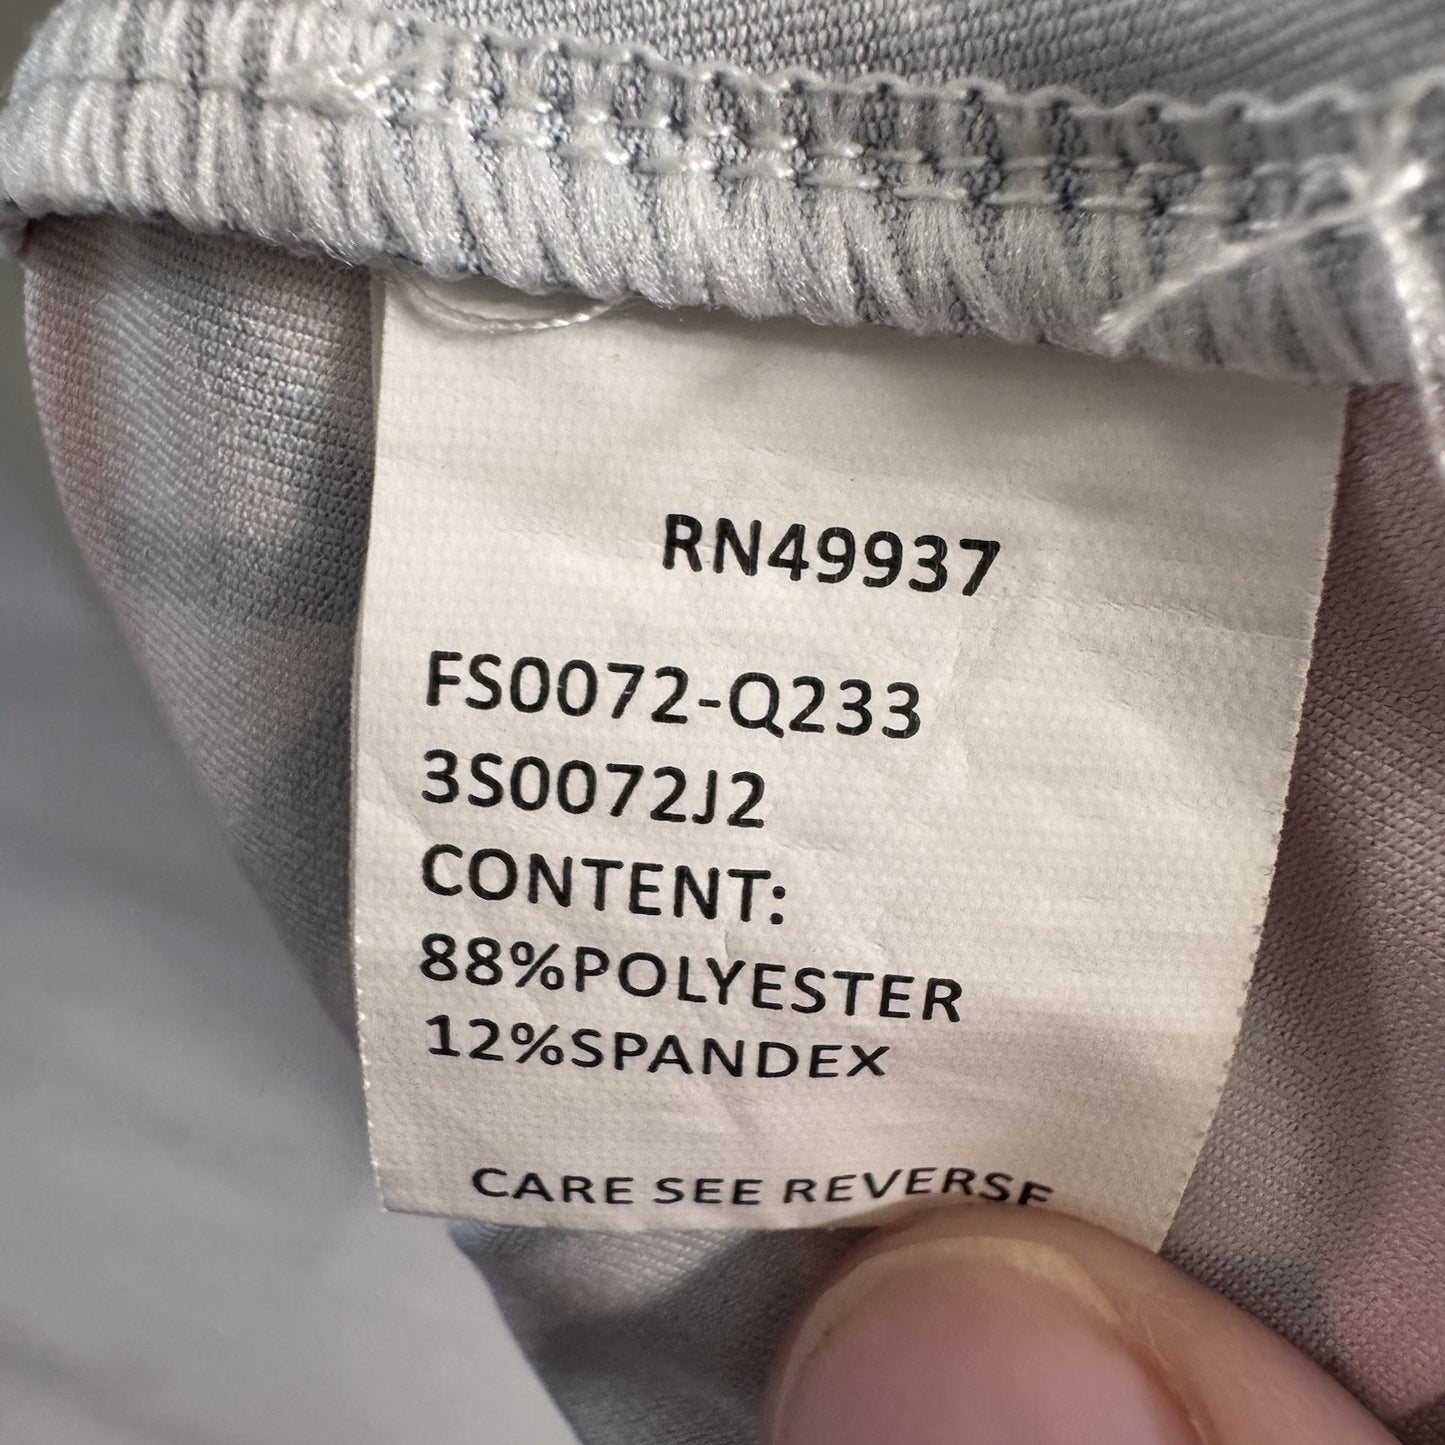 RN49937
FS0072-Q233
3S0072J2
CONTENT:
88%POLYESTER
12%SPANDEX
CARE SEE REVERSE